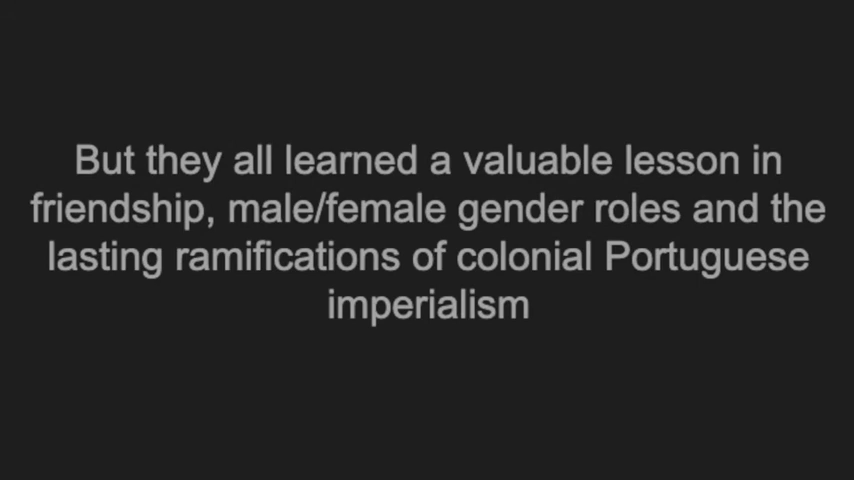 But they all learned a valuable lesson in
friendship, male/female gender roles and the
lasting ramifications of colonial Portuguese
imperialism